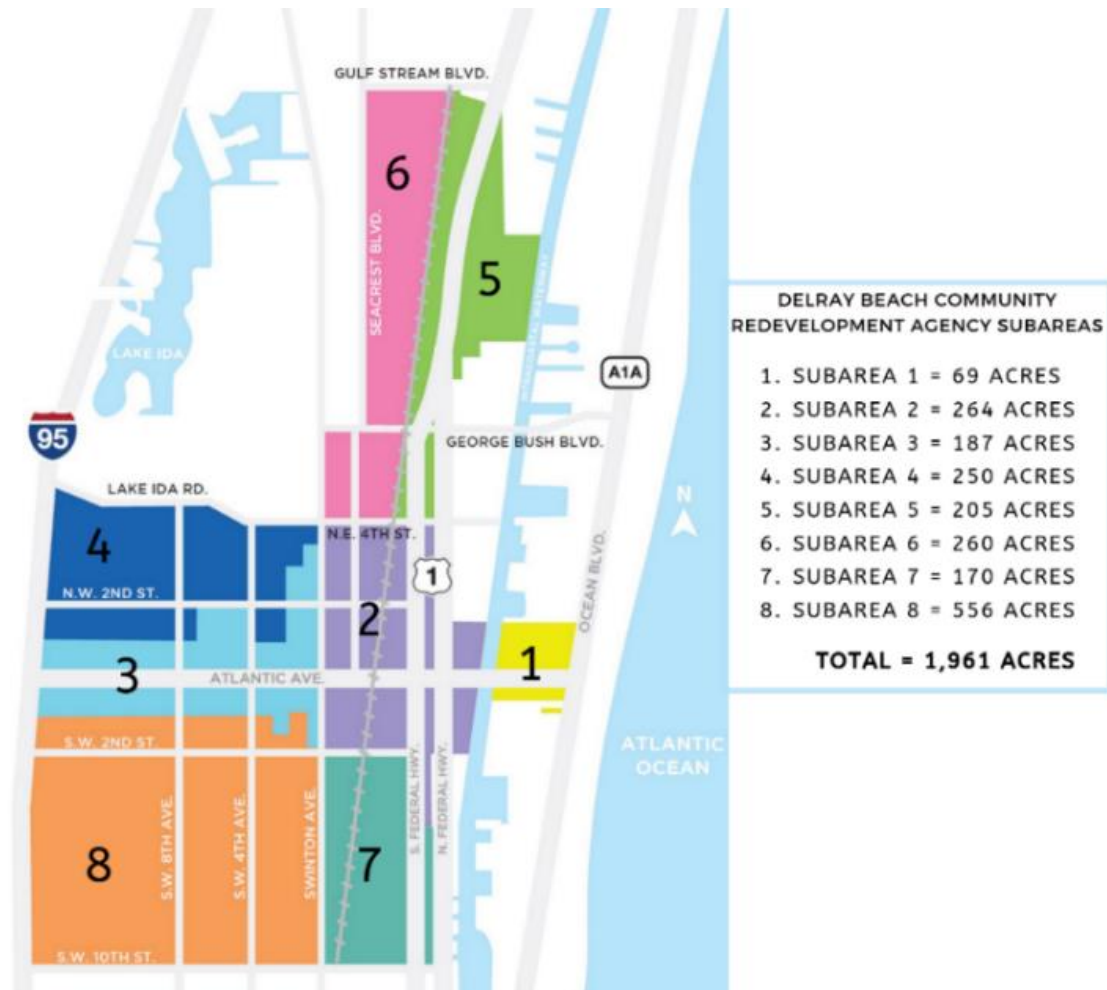 GULF STREAM BLVD.
6
SEACREST BLVD.
5
INTRACOASTAL WATERWAY
LAKE IDA
A1A
95
GEORGE BUSH BLVD.
LAKE IDA RD.
N
4
N.E. 4TH ST.
1
OCEAN BLVD.
N.W. 2ND ST.
2
3
ATLANTIC AVE.
1
S.W. 2ND ST.
ATLANTIC
OCEAN
8
S.W. 8TH AVE.
S.W. 4TH AVE.
SWINTON AVE.
7
S. FEDERAL HWY.
N. FEDERAL HWY.
S.W. 10TH ST.
DELRAY BEACH COMMUNITY
REDEVELOPMENT AGENCY SUBAREAS
1. SUBAREA 1 = 69 ACRES
2. SUBAREA 2 = 264 ACRES
3. SUBAREA 3 = 187 ACRES
4. SUBAREA 4 = 250 ACRES
5. SUBAREA 5 = 205 ACRES
6. SUBAREA 6 = 260 ACRES
7. SUBAREA 7 = 170 ACRES
8. SUBAREA 8 = 556 ACRES
TOTAL = 1,961 ACRES